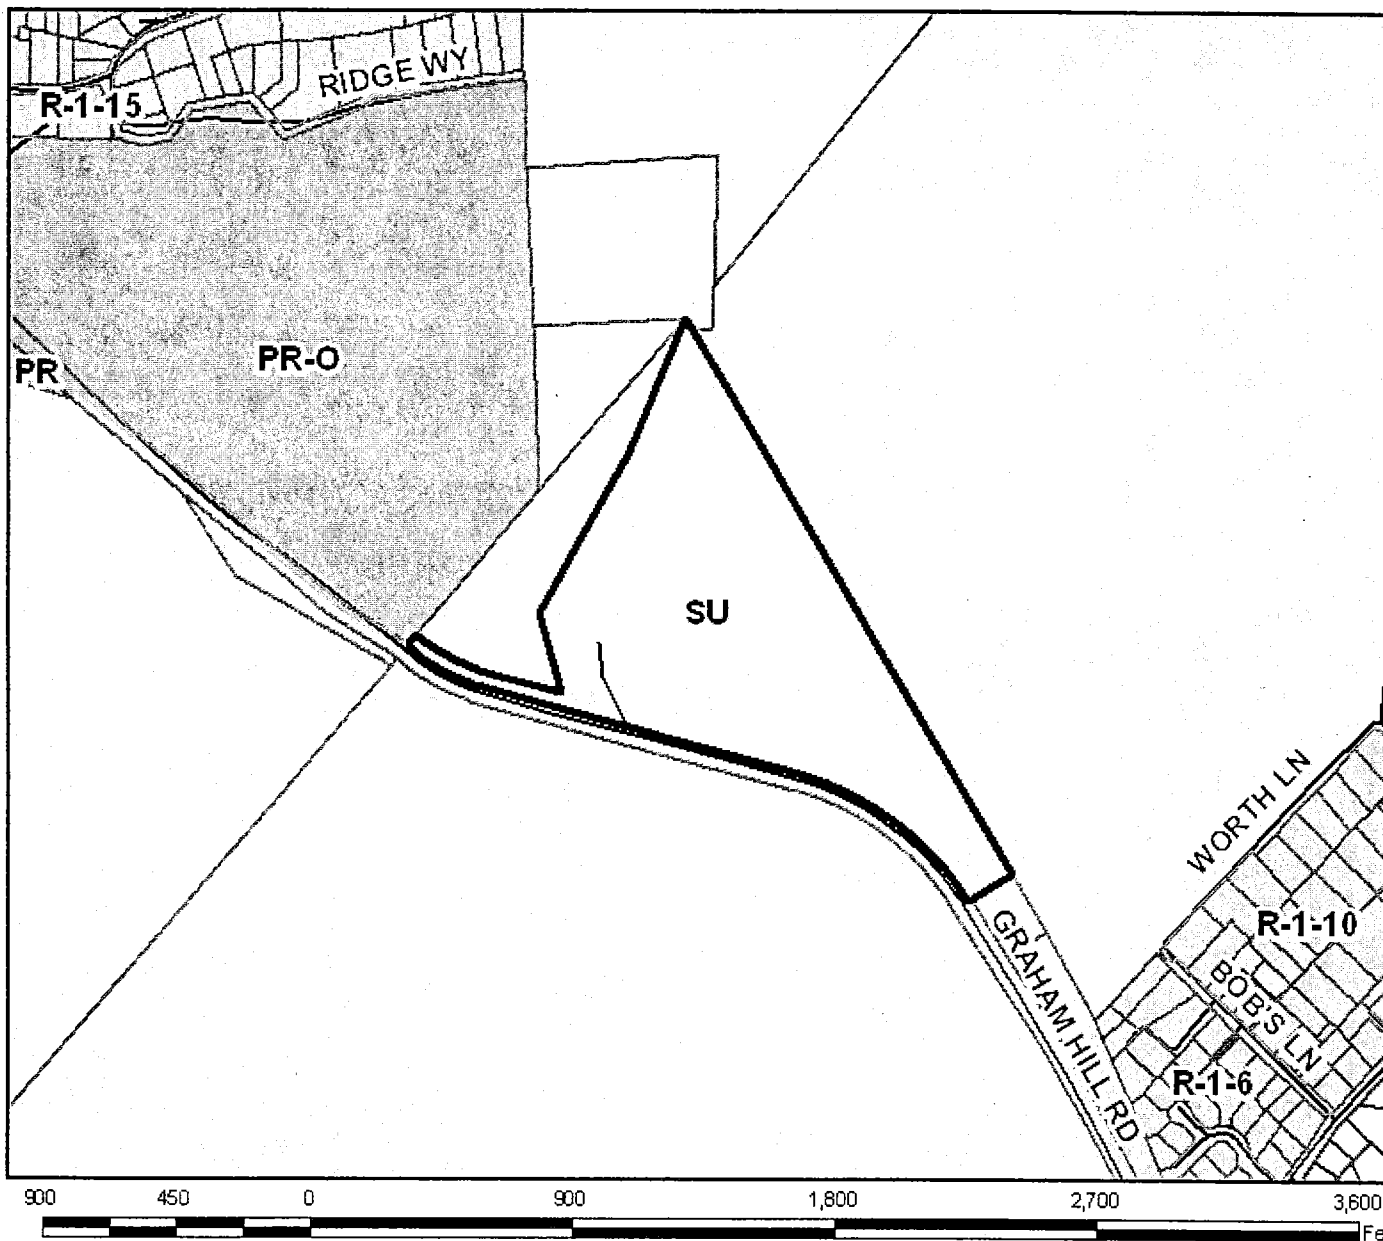 RIDGE WY
R-1-15
PR-O
PR
SU
WORTH LN
R-1-10
GRAHAM HILL RD
BOB'S LN
R-1-6
900 450 0 900 1,800 2,700 3,600
Fe